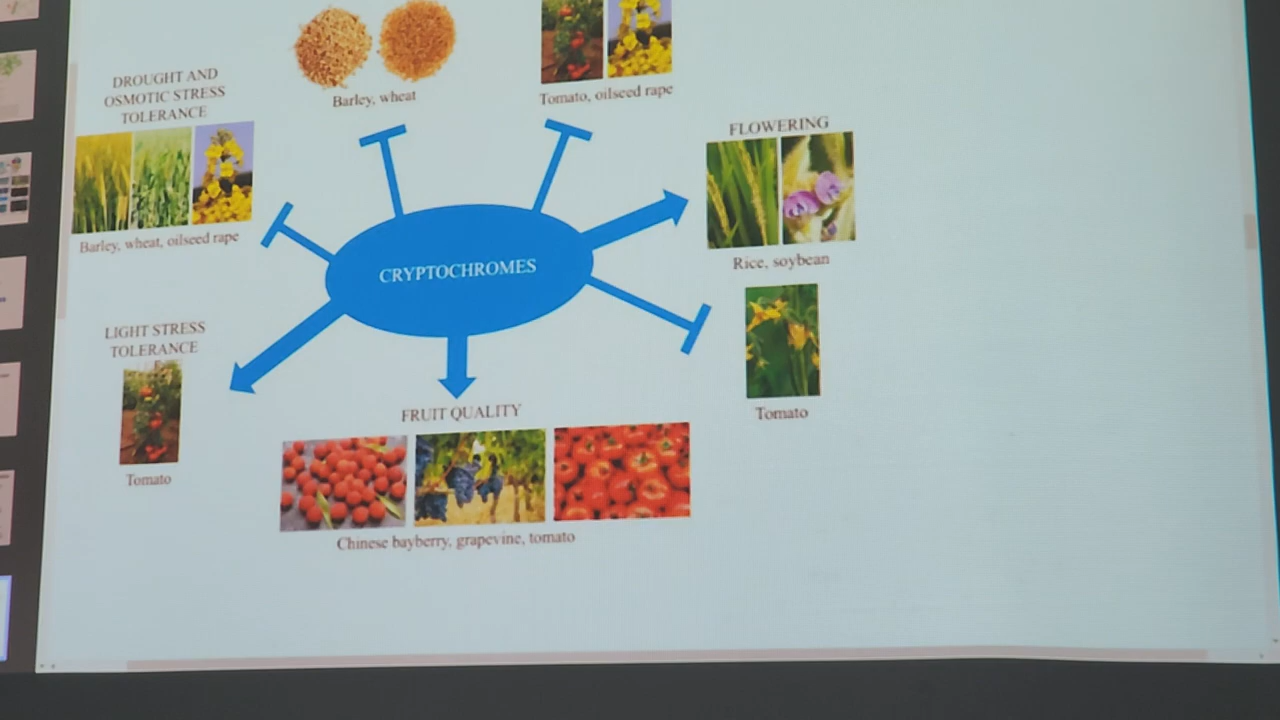 Barley, wheat
Tomato, oilseed rape
DROUGHT AND
OSMOTIC STRESS
TOLERANCE
Barley, wheat, oilseed rape
FLOWERING
Rice, soybean
CRYPTOCHROMES
Tomato
LIGHT STRESS
TOLERANCE
Tomato
FRUIT QUALITY
Chinese bayberry, grapevine, tomato